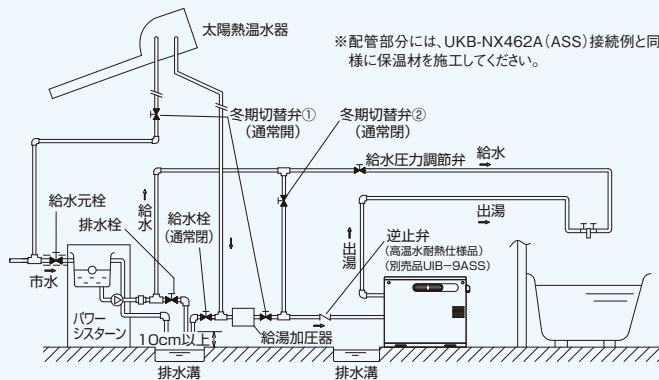 太陽熱温水器
※配管部分には、UKB-NX462A(ASS)接続例と同
様に保温材を施工してください。
冬期切替弁①
(通常開)
冬期切替弁②
(通常閉)
給水圧力調節弁
給水
給水元栓
排水栓
給水
給水栓
(通常閉)
出湯
出湯
逆止弁
(高温水耐熱仕様品)
(別売品UIB-9ASS)
市水
パワー
シスターン
10cm以上
給湯加圧器
排水溝
排水溝